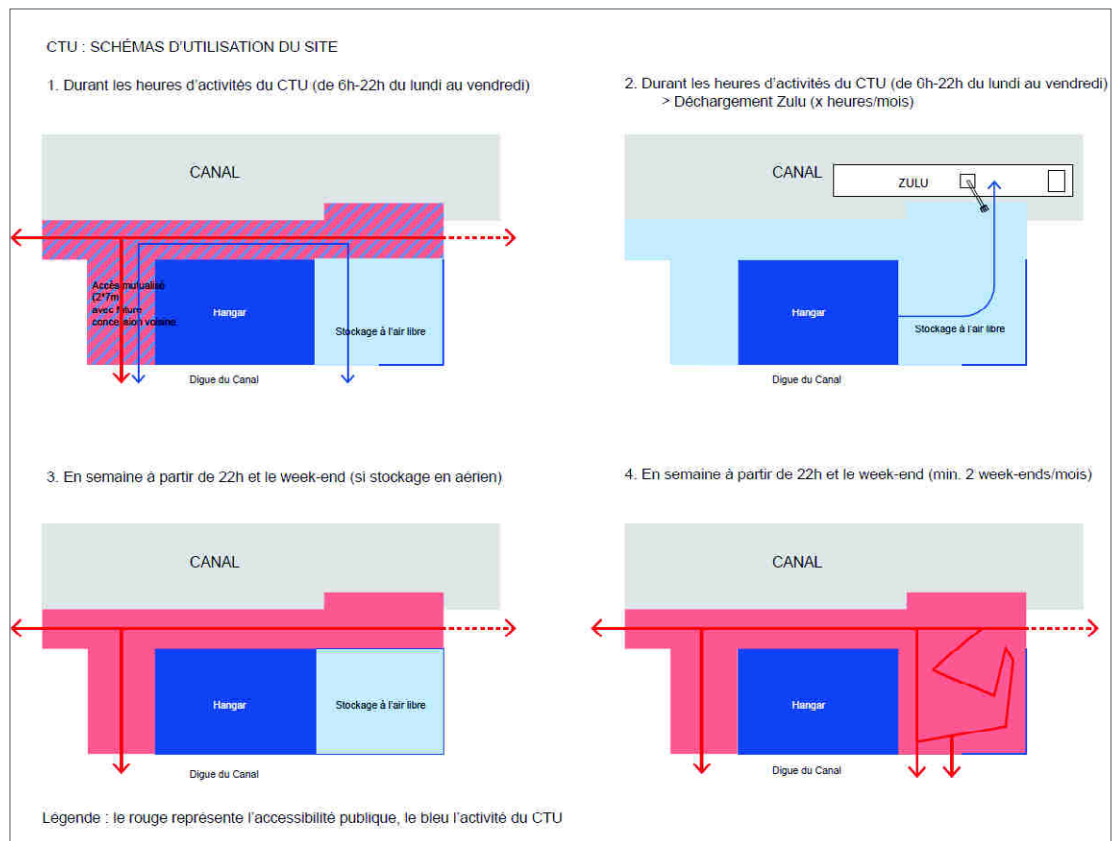 CTU : SCHÉMAS D'UTILISATION DU SITE
1. Durant les heures d'activités du CTU (de 6h-22h du lundi au vendredi)
CANAL
Accès mutualisé
(2*7m
avec future
concession voisine
Hangar
Stockage à l'air libre
Digue du Canal
2. Durant les heures d'activités du CTU (de 6h-22h du lundi au vendredi)
> Déchargement Zulu (x heures/mois)
CANAL
ZULU
Hangar
Stockage à l'air libre
Digue du Canal
3. En semaine à partir de 22h et le week-end (si stockage en aérien)
CANAL
Hangar
Stockage à l'air libre
Digue du Canal
4. En semaine à partir de 22h et le week-end (min. 2 week-ends/mois)
CANAL
Hangar
Digue du Canal
Légende : le rouge représente l'accessibilité publique, le bleu l'activité du CTU